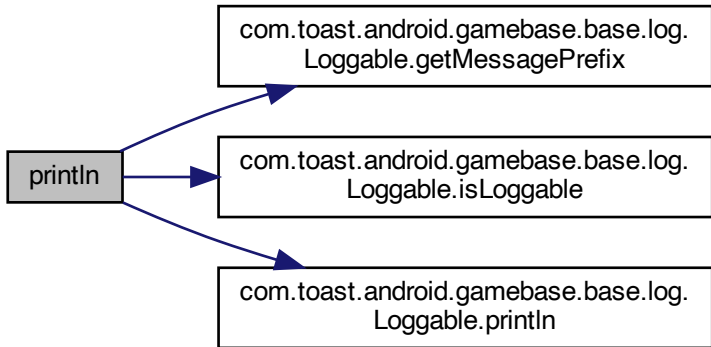 println
com.toast.android.gamebase.base.log.
Loggable.getMessagePrefix
com.toast.android.gamebase.base.log.
Loggable.isLoggable
com.toast.android.gamebase.base.log.
Loggable.println